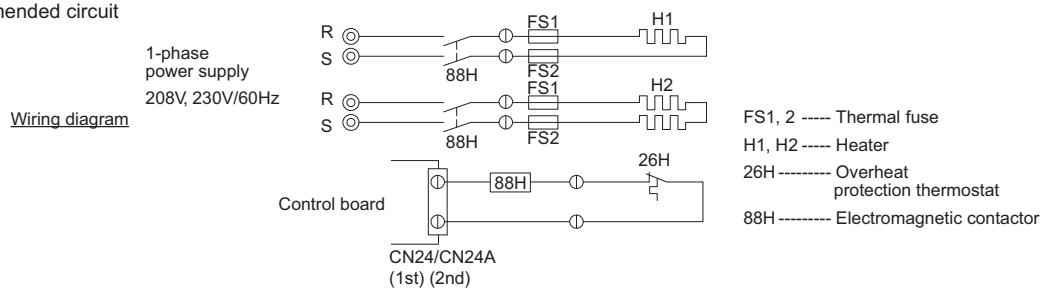 ended circuit
1-phase
power supply
208V, 230V/60Hz
Wiring diagram
R
S
88H
FS1
FS2
H1
R
S
88H
FS1
FS2
H2
Control board
88H
26H
CN24/CN24A
(1st) (2nd)
FS1, 2 ----- Thermal fuse
H1, H2 ----- Heater
26H --------- Overheat
protection thermostat
88H --------- Electromagnetic contactor